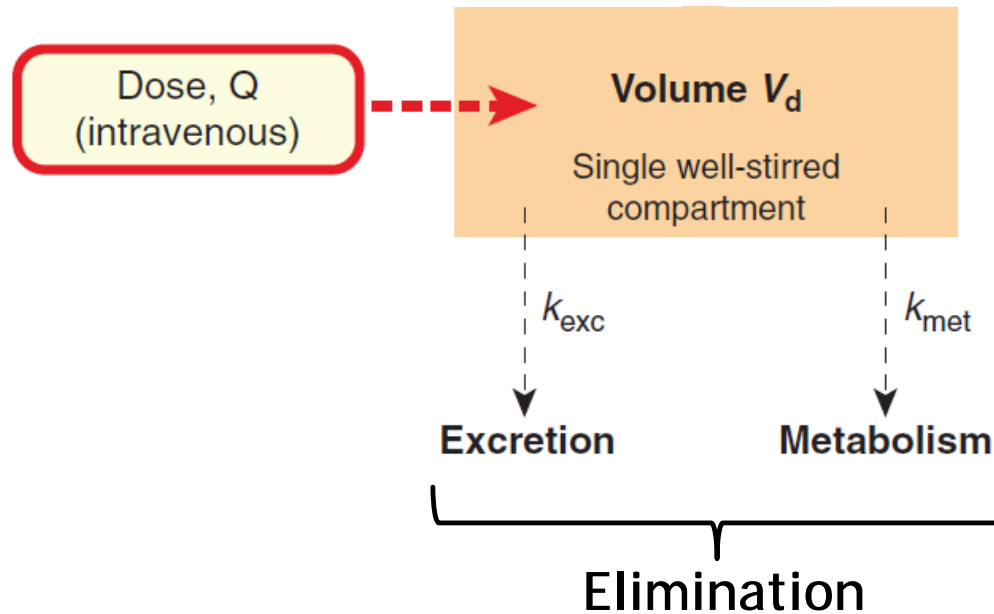 Dose, Q
(intravenous)
Volume Vd
Single well-stirred
compartment
kexc
kmet
Excretion
Metabolism
Elimination